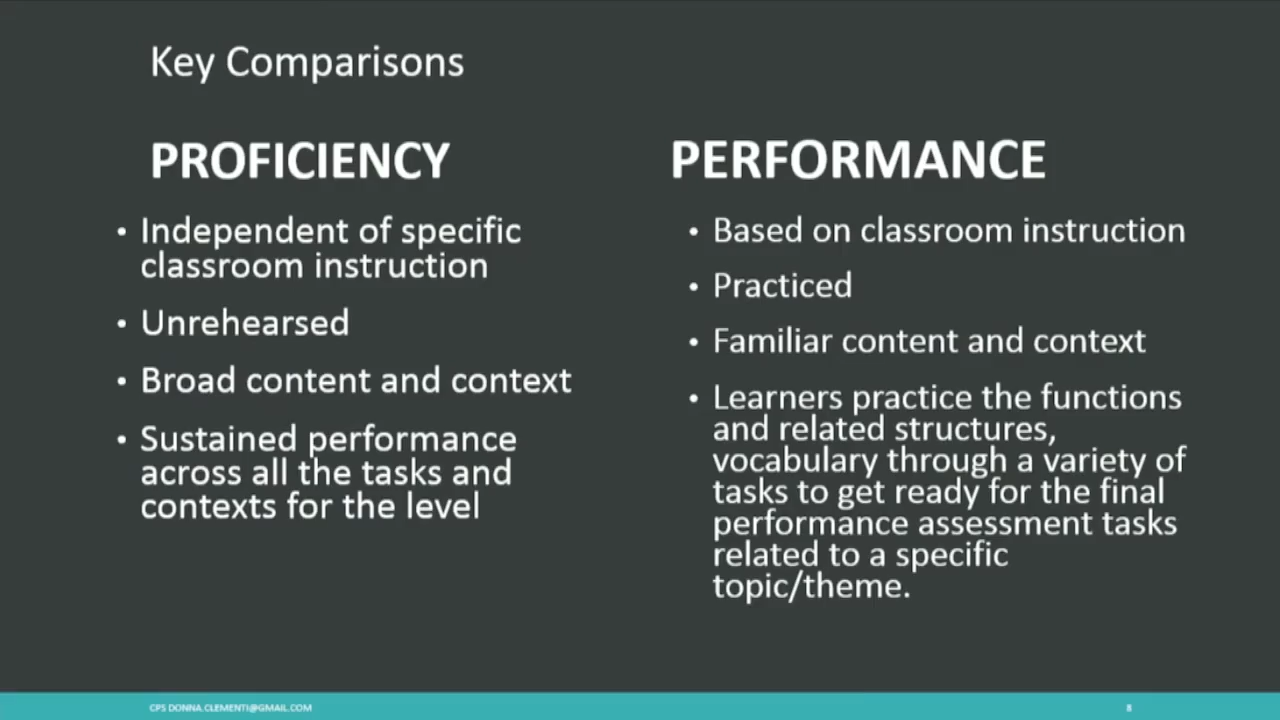 Key Comparisons
PROFICIENCY
• Independent of specific
classroom instruction
• Unrehearsed
• Broad content and context
• Sustained performance
across all the tasks and
contexts for the level
PERFORMANCE
• Based on classroom instruction
• Practiced
• Familiar content and context
• Learners practice the functions
and related structures,
vocabulary through a variety of
tasks to get ready for the final
performance assessment tasks
related to a specific
topic/theme.
CPS DONNA.CLEMENTI@GMAIL.COM
8